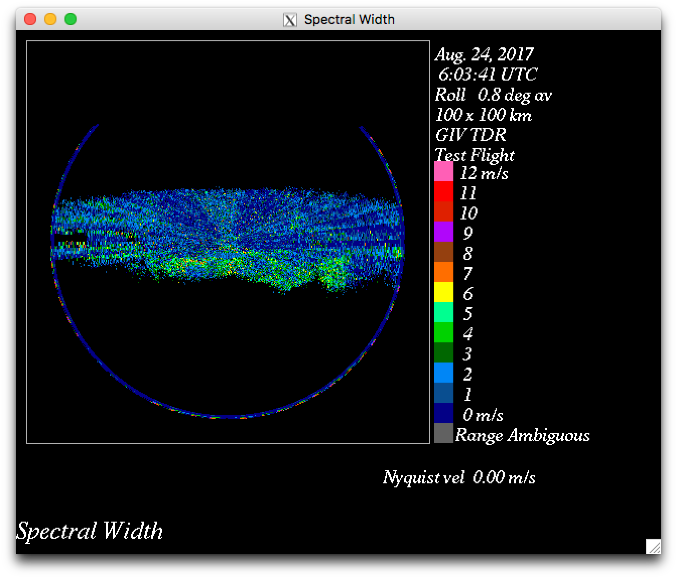 Spectral Width
Aug. 24, 2017
6:03:41 UTC
Roll 0.8 deg av
100 x 100 km
GIV TDR
Test Flight
12 m/s
11
10
9
8
7
6
5
4
3
2
1
0 m/s
Range Ambiguous
Nyquist vel 0.00 m/s
Spectral Width